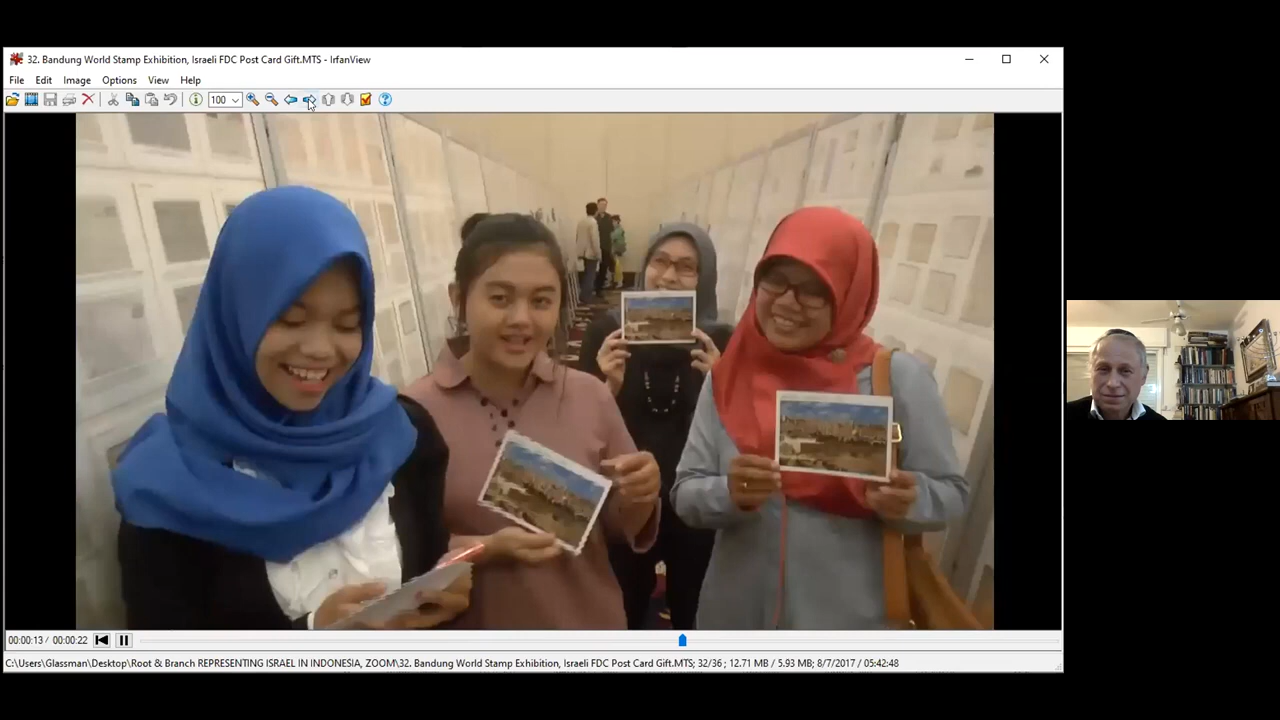 32. Bandung World Stamp Exhibition, Israeli FDC Post Card Gift.MTS - IrfanView
File Edit Image Options View Help
100
00:00:13 / 00:00:22
C:\Users\Glassman\Desktop\Root & Branch REPRESENTING ISRAEL IN INDONESIA, ZOOM\32. Bandung World Stamp Exhibition, Israeli FDC Post Card Gift.MTS; 32/36 ; 12.71 MB / 5.93 MB; 8/7/2017 / 05:42:48